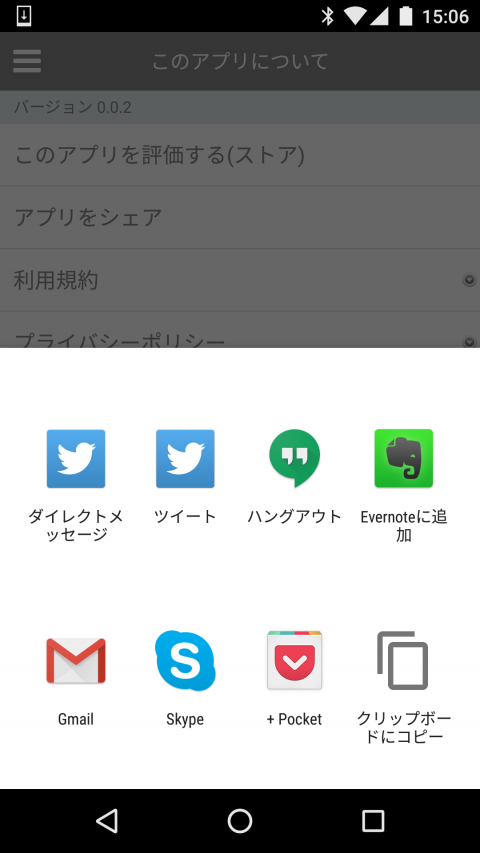 15:06
このアプリについて
バージョン 0.0.2
このアプリを評価する(ストア)
アプリをシェア
利用規約
プライバシーポリシー
ダイレクトメ
ッセージ
ツイート
ハングアウト
Evernoteに追
加
Gmail
Skype
+ Pocket
クリップボー
ドにコピー